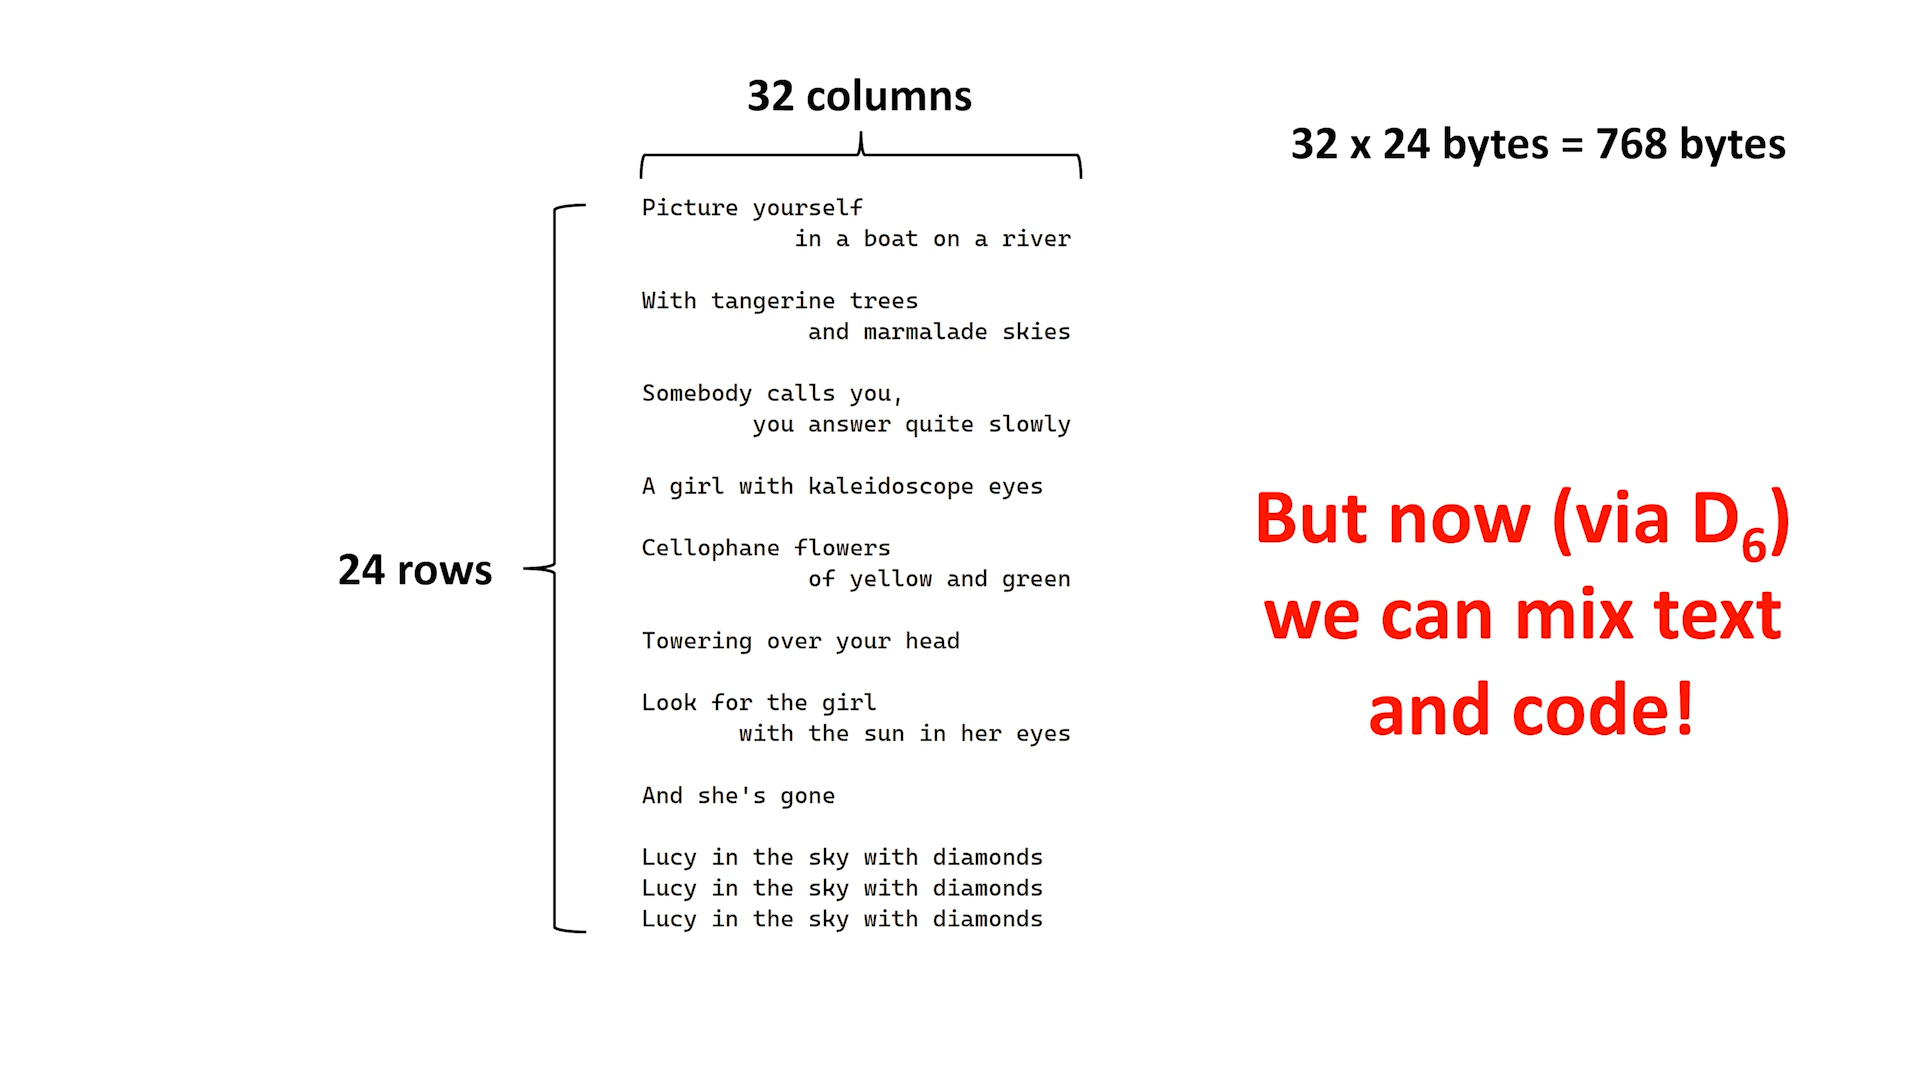 32 columns
32 x 24 bytes = 768 bytes
24 rows
Picture yourself
in a boat on a river
With tangerine trees
and marmalade skies
Somebody calls you,
you answer quite slowly
A girl with kaleidoscope eyes
Cellophane flowers
of yellow and green
Towering over your head
Look for the girl
with the sun in her eyes
And she's gone
Lucy in the sky with diamonds
Lucy in the sky with diamonds
Lucy in the sky with diamonds
But now (via D6)
we can mix text
and code!